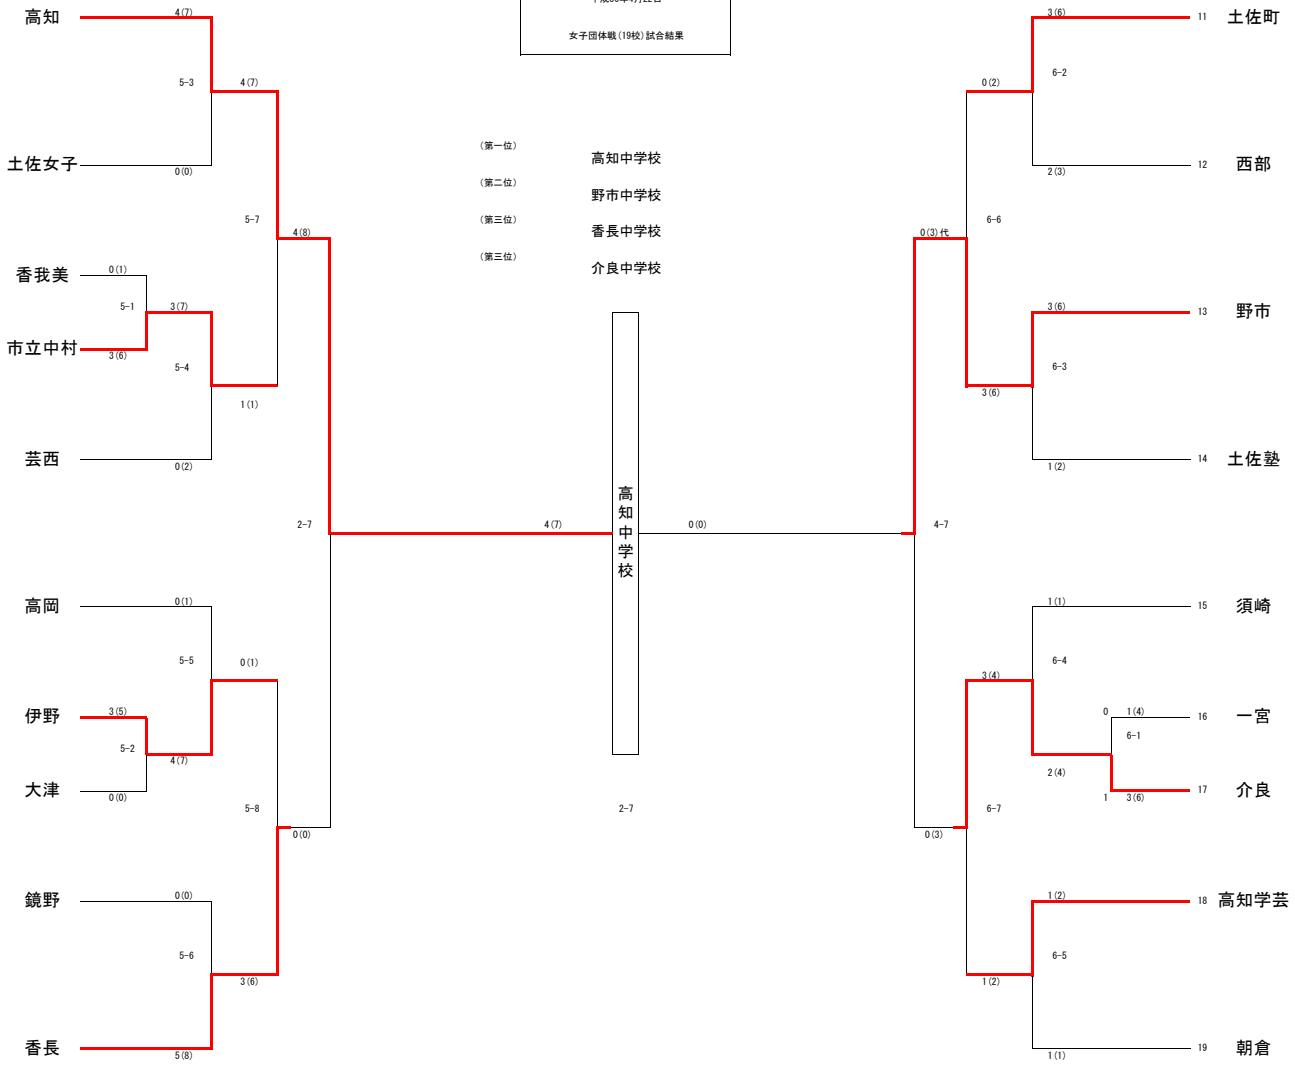 女子団体戦(19校)試合結果
高知
4(7)
5-3
4(7)
土佐女子
0(0)
5-7
4(8)
香我美
0(1)
5-1
3(7)
市立中村
3(6)
5-4
1(1)
芸西
0(2)
2-7
4(7)
高岡
0(1)
5-5
0(1)
伊野
3(5)
5-2
4(7)
大津
0(0)
5-8
0(0)
鏡野
0(0)
5-6
3(6)
香長
5(8)
(第一位)
高知中学校
(第二位)
野市中学校
(第三位)
香長中学校
(第三位)
介良中学校
高知中学校
2-7
0(0)
3(6)
11
土佐町
6-2
0(2)
2(3)
12
西部
6-6
0(3)代
3(6)
13
野市
6-3
3(6)
1(2)
14
土佐塾
4-7
1(1)
15
須崎
6-4
3(4)
0
1(4)
16
一宮
6-1
2(4)
1
3(6)
17
介良
6-7
0(3)
1(2)
18
高知学芸
6-5
1(2)
1(1)
19
朝倉